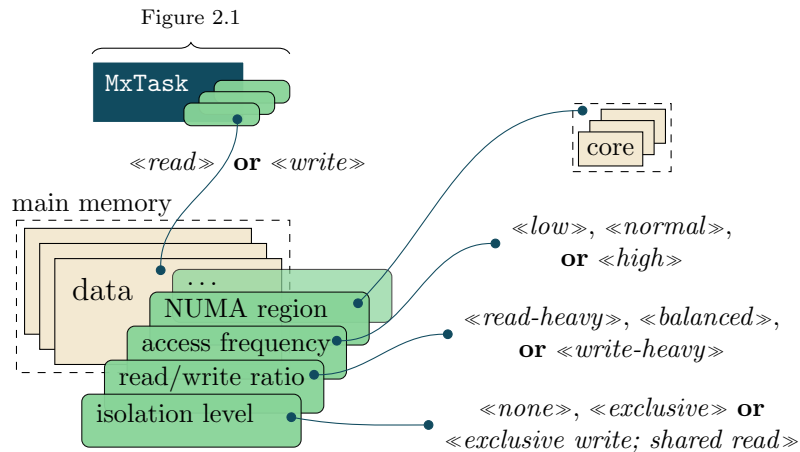 Figure 2.1
MxTask
core
≪read≫ or ≪write≫
main memory
≪low≫, ≪normal≫,
or ≪high≫
data
...
NUMA region
≪read-heavy≫, ≪balanced≫,
or ≪write-heavy≫
access frequency
read/write ratio
isolation level
≪none≫, ≪exclusive≫ or
≪exclusive write; shared read≫